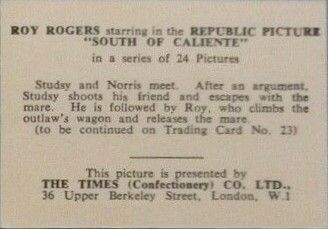 ROY ROGERS starring in the REPUBLIC PICTURE
"SOUTH OF CALIENTE"
in a series of 24 Pictures
Studsy and Norris meet. After an argument,
Studsy shoots his friend and escapes with the
mare. He is followed by Roy, who climbs the
outlaw's wagon and releases the mare.
(to be continued on Trading Card No. 23)
This picture is presented by
THE TIMES (Confectionery) CO. LTD.,
36 Upper Berkeley Street, London, W.1